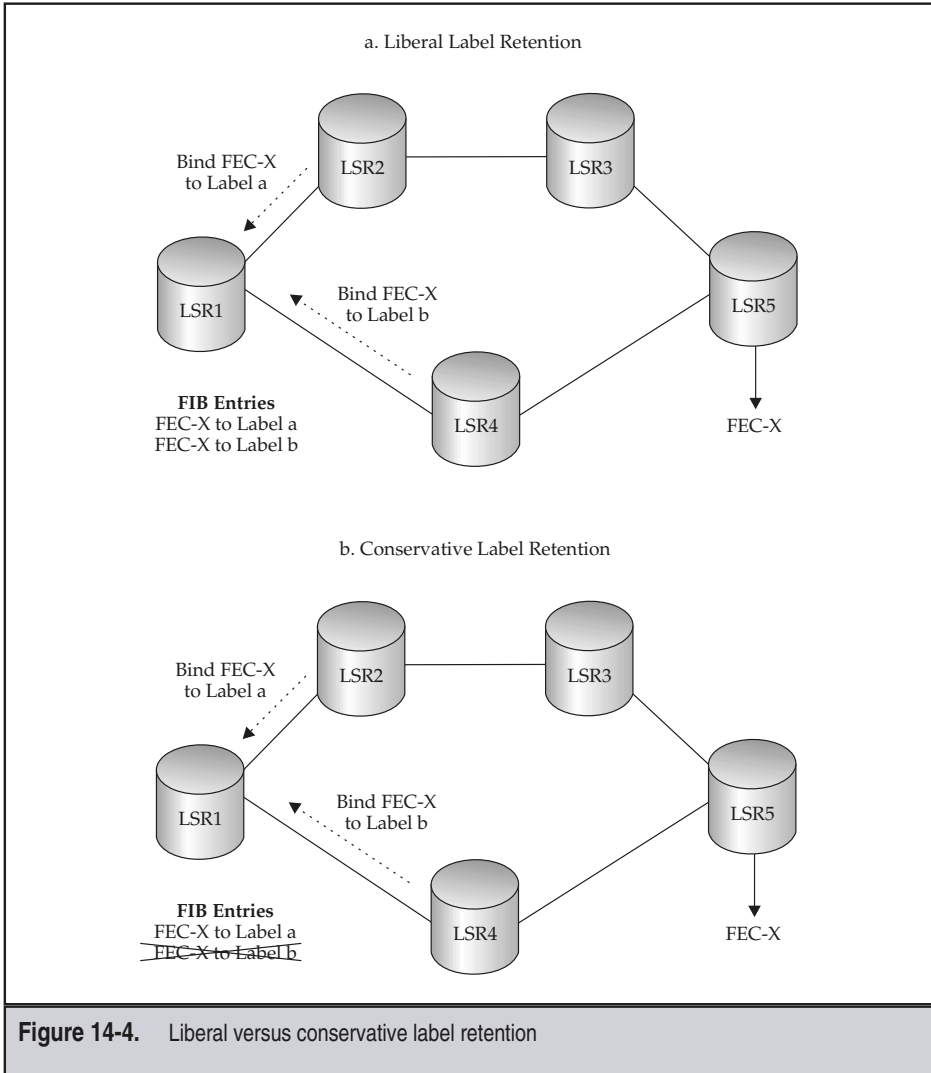 a. Liberal Label Retention
LSR2
LSR3
Bind FEC-X
to Label a
LSR1
Bind FEC-X
to Label b
LSR5
LSR4
FIB Entries
FEC-X to Label a
FEC-X to Label b
FEC-X
b. Conservative Label Retention
LSR2
LSR3
Bind FEC-X
to Label a
LSR1
Bind FEC-X
to Label b
LSR5
LSR4
FIB Entries
FEC-X to Label a
FEC-X to Label b
FEC-X
Figure 14-4. Liberal versus conservative label retention